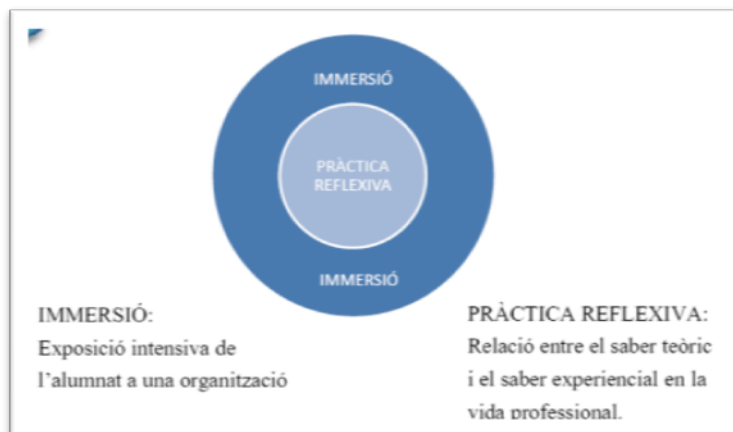 IMMERSIÓ
PRÀCTICA
REFLEXIVA
IMMERSIÓ
IMMERSIÓ:
Exposició intensiva de
l’alumnat a una organització
PRÀCTICA REFLEXIVA:
Relació entre el saber teòric
i el saber experiencial en la
vida professional.